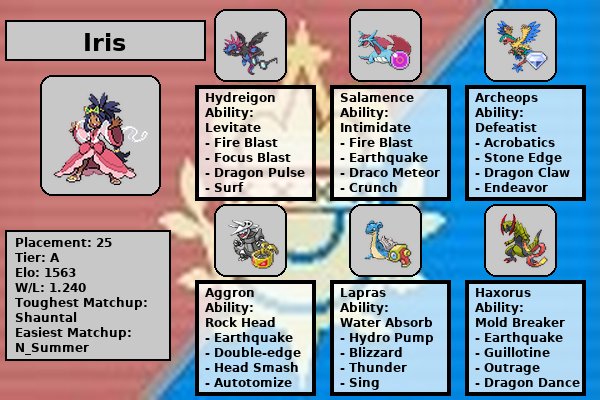 Iris
Hydreigon
Ability:
Levitate
- Fire Blast
- Focus Blast
- Dragon Pulse
- Surf
Salamence
Ability:
Intimidate
- Fire Blast
- Earthquake
- Draco Meteor
- Crunch
Archeops
Ability:
Defeatist
- Acrobatics
- Stone Edge
- Dragon Claw
- Endeavor
Placement: 25
Tier: A
Elo: 1563
W/L: 1.240
Toughest Matchup:
Shauntal
Easiest Matchup:
N_Summer
Aggron
Ability:
Rock Head
- Earthquake
- Double-edge
- Head Smash
- Autotomize
Lapras
Ability:
Water Absorb
- Hydro Pump
- Blizzard
- Thunder
- Sing
Haxorus
Ability:
Mold Breaker
- Earthquake
- Guillotine
- Outrage
- Dragon Dance